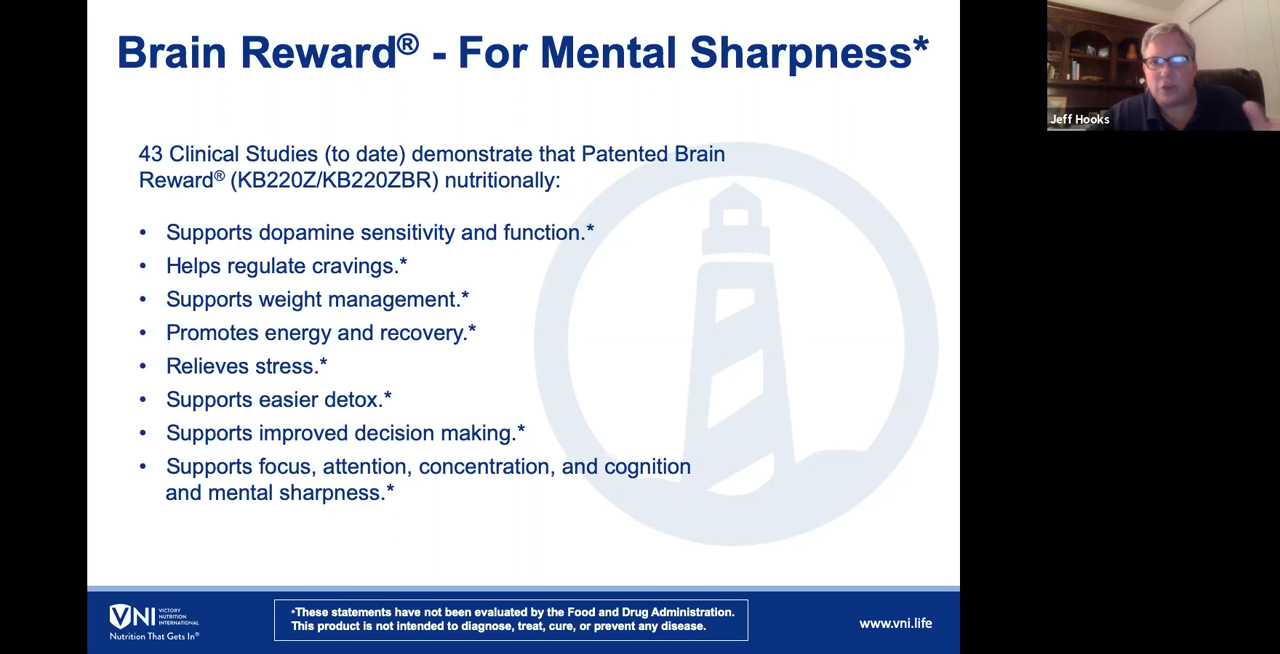 Brain Reward® - For Mental Sharpness*
Jeff Hooks
43 Clinical Studies (to date) demonstrate that Patented Brain
Reward® (KB220Z/KB220ZBR) nutritionally:
• Supports dopamine sensitivity and function.*
• Helps regulate cravings.*
• Supports weight management.*
• Promotes energy and recovery.*
• Relieves stress.*
• Supports easier detox.*
• Supports improved decision making.*
• Supports focus, attention, concentration, and cognition
and mental sharpness.*
VNI
VICTORY
NUTRITION
INTERNATIONAL
Nutrition That Gets In®
•These statements have not been evaluated by the Food and Drug Administration.
This product is not intended to diagnose, treat, cure, or prevent any disease.
www.vni.life